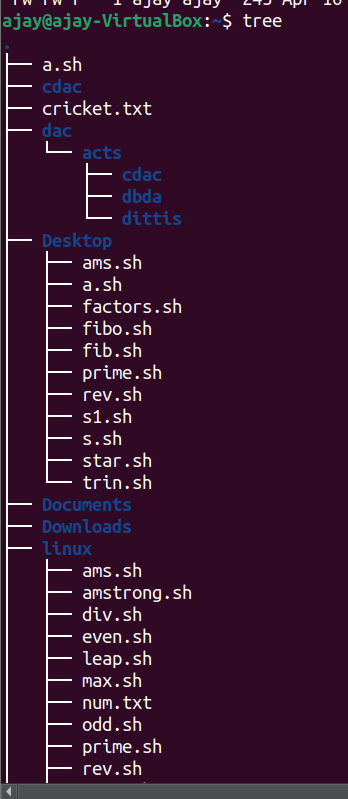 ajay@ajay-VirtualBox:~$ tree
.
├── a.sh
├── cdac
├── cricket.txt
├── dac
│   └── acts
│       ├── cdac
│       ├── dbda
│       └── dittis
├── Desktop
│   ├── ams.sh
│   ├── a.sh
│   ├── factors.sh
│   ├── fibo.sh
│   ├── fib.sh
│   ├── prime.sh
│   ├── rev.sh
│   ├── s1.sh
│   ├── s.sh
│   ├── star.sh
│   └── trin.sh
├── Documents
├── Downloads
├── linux
│   ├── ams.sh
│   ├── amstrong.sh
│   ├── div.sh
│   ├── even.sh
│   ├── leap.sh
│   ├── max.sh
│   ├── num.txt
│   ├── odd.sh
│   ├── prime.sh
│   ├── rev.sh